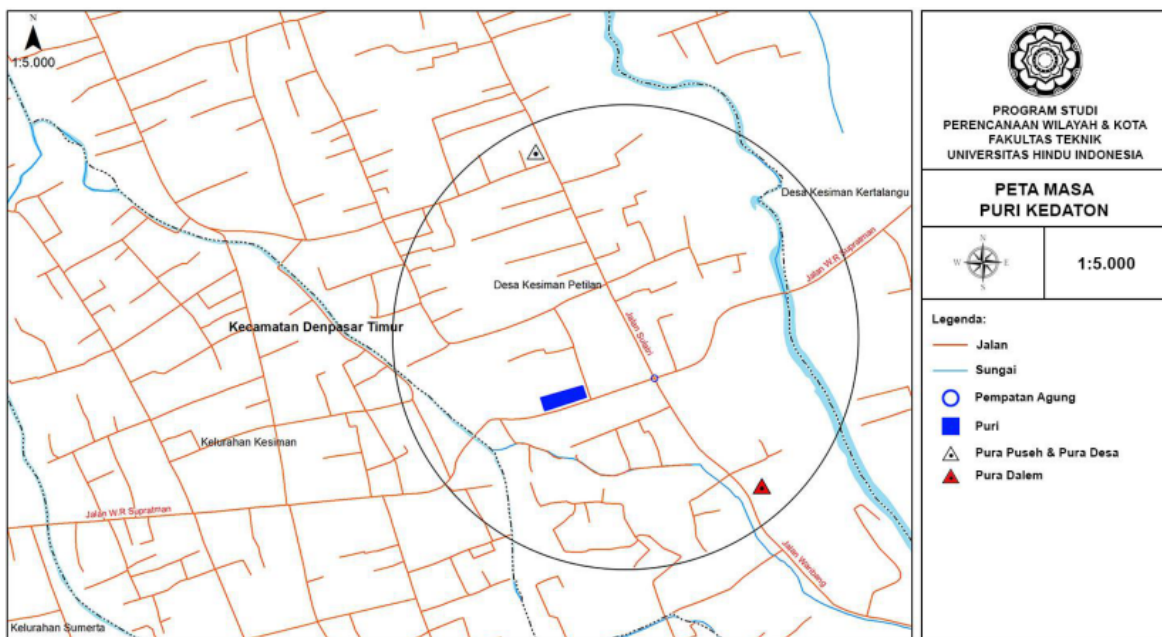 N
1:5.000
Desa Kesiman Kertalangu
Jalan W.R Supratman
Desa Kesiman Petilan
Jalan Sulatri
Kecamatan Denpasar Timur
Kelurahan Kesiman
Jalan W.R Supratman
Jalan Waribang
Kelurahan Sumerta
PROGRAM STUDI
PERENCANAAN WILAYAH & KOTA
FAKULTAS TEKNIK
UNIVERSITAS HINDU INDONESIA
PETA MASA
PURI KEDATON
N
W E
S
1:5.000
Legenda:
Jalan
Sungai
Pempatan Agung
Puri
Pura Puseh & Pura Desa
Pura Dalem